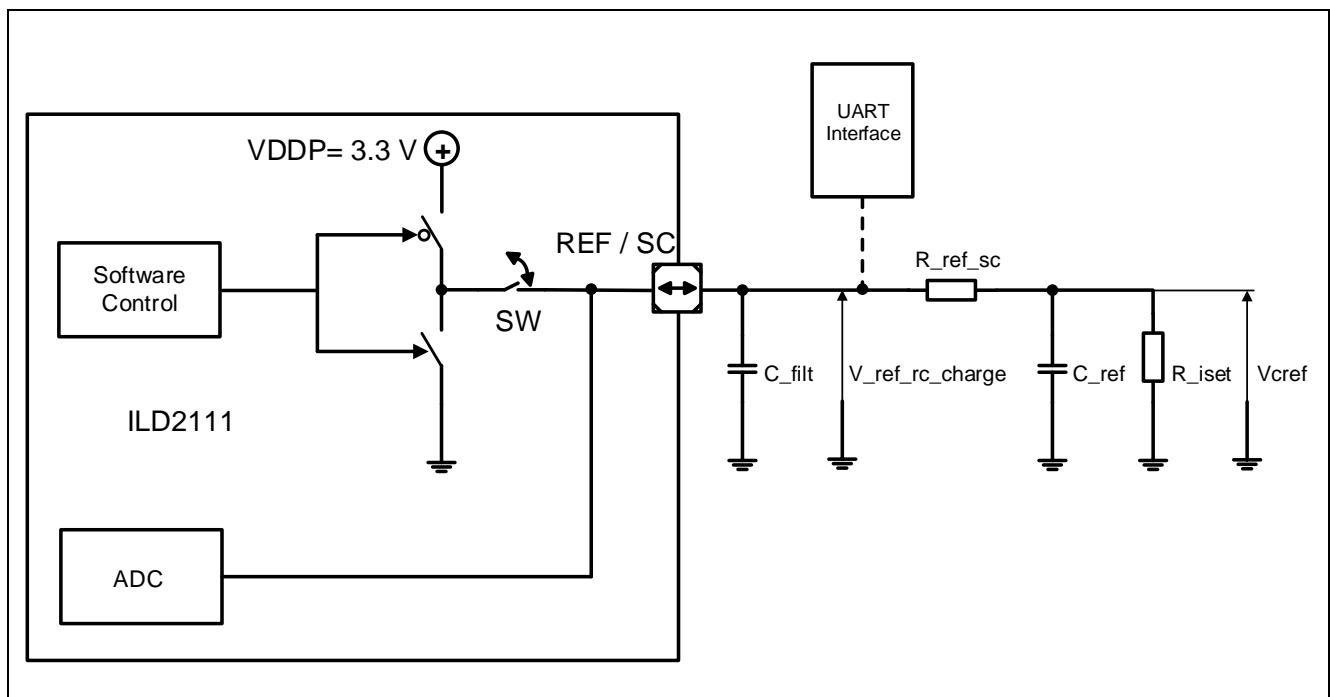 UART
Interface
VDDP= 3.3 V
REF / SC
R_ref_sc
Software
Control
SW
C_filt
V_ref_rc_charge
C_ref
R_iset
Vcref
ILD2111
ADC